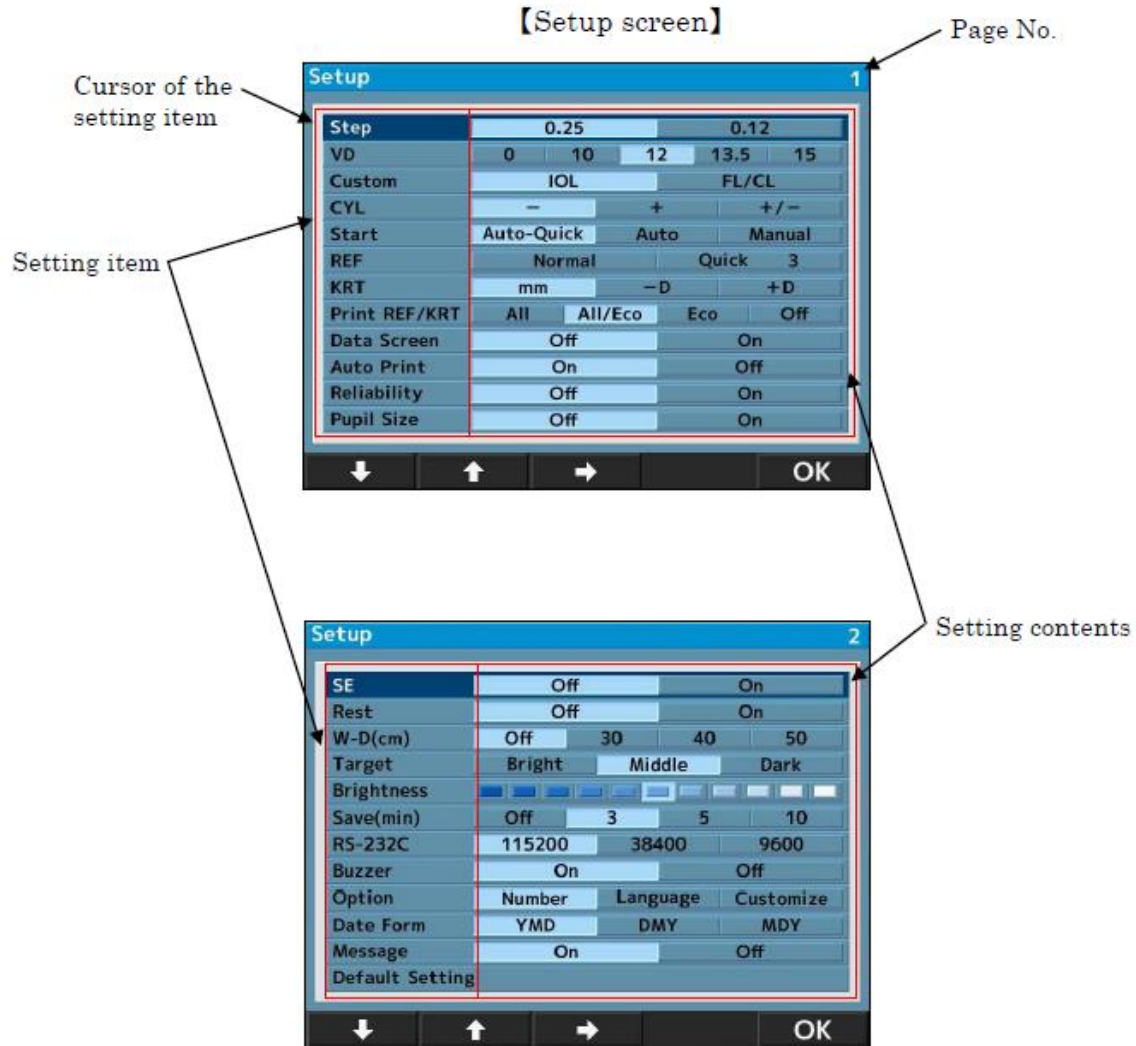 【Setup screen】
Page No.
Cursor of the
setting item
Setup 1
Step 0.25 0.12
VD 0 10 12 13.5 15
Custom IOL FL/CL
CYL − + +/−
Start Auto-Quick Auto Manual
REF Normal Quick 3
KRT mm −D +D
Print REF/KRT All All/Eco Eco Off
Data Screen Off On
Auto Print On Off
Reliability Off On
Pupil Size Off On
OK
Setting item
Setting contents
Setup 2
SE Off On
Rest Off On
W-D(cm) Off 30 40 50
Target Bright Middle Dark
Brightness
Save(min) Off 3 5 10
RS-232C 115200 38400 9600
Buzzer On Off
Option Number Language Customize
Date Form YMD DMY MDY
Message On Off
Default Setting
OK